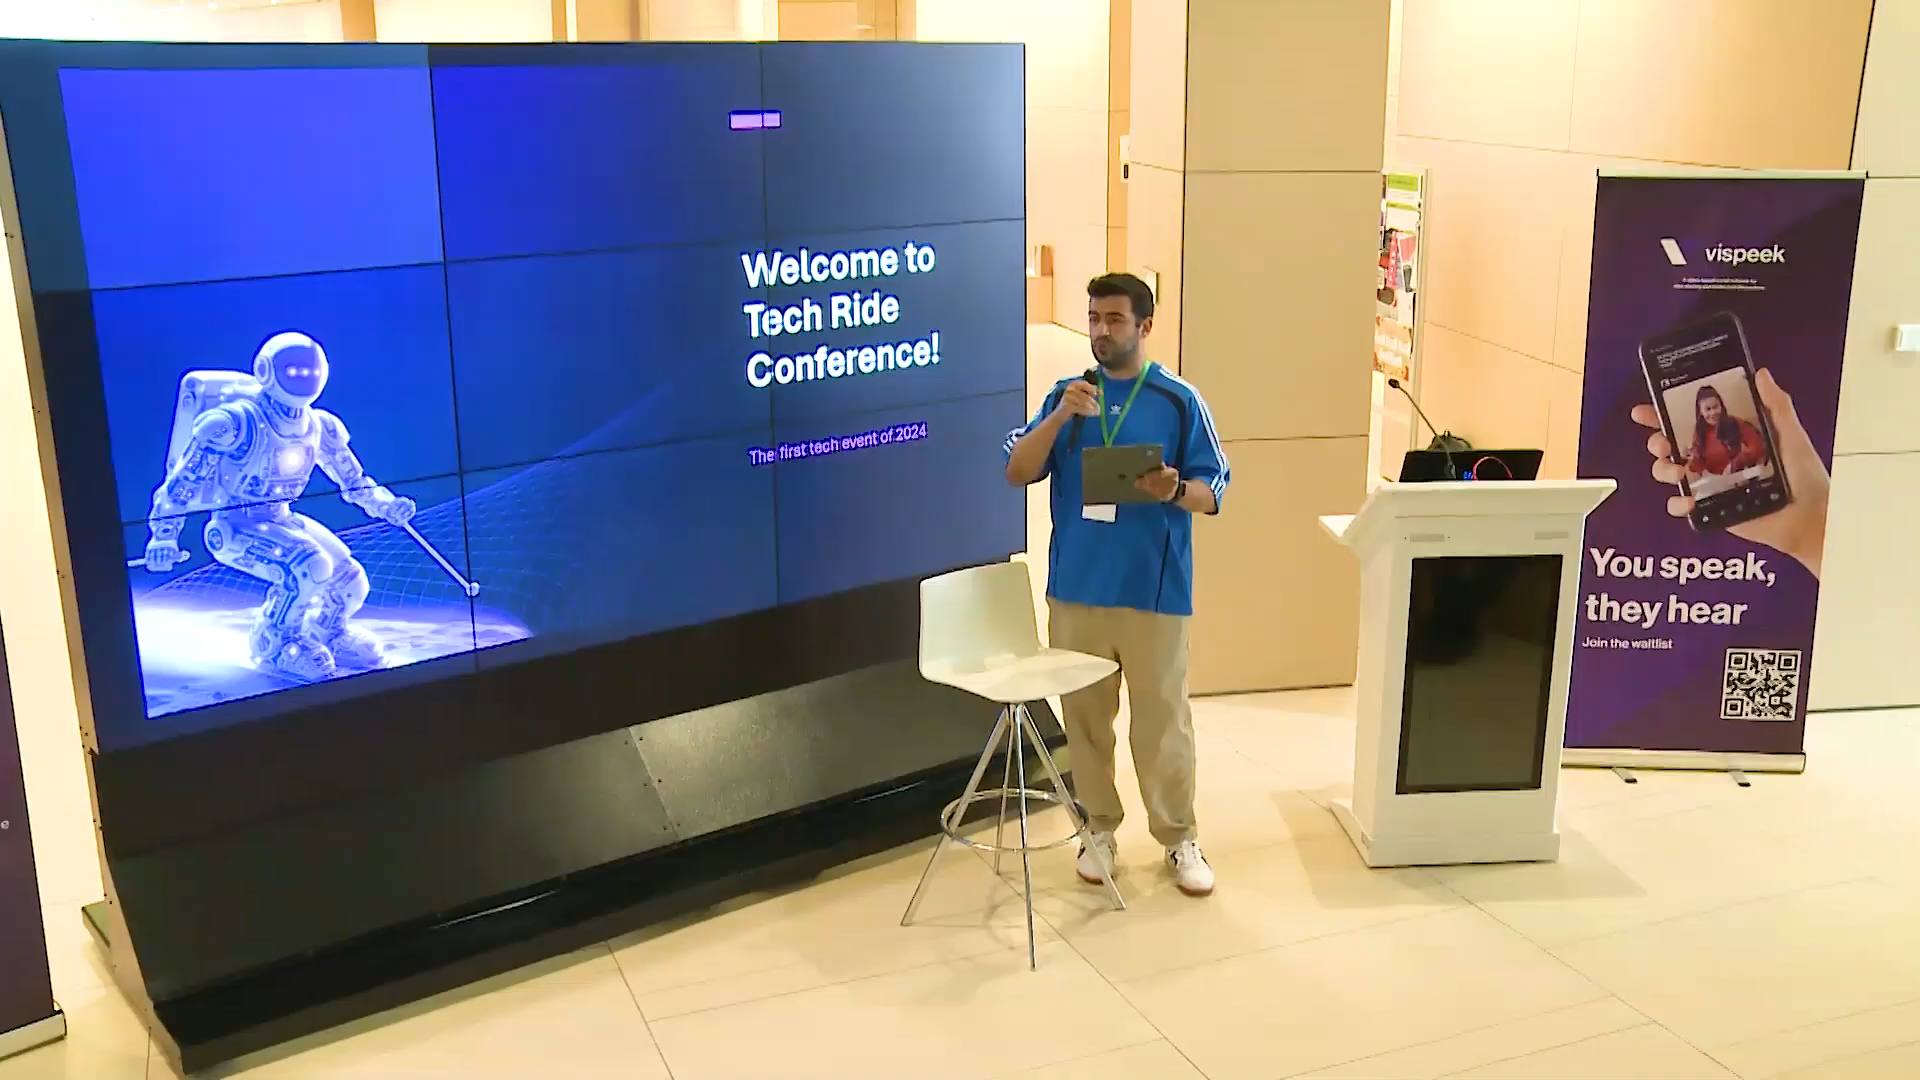 Welcome to
Tech Ride
Conference!
The first tech event of 2024
vispeek
You speak,
they hear
Join the waitlist